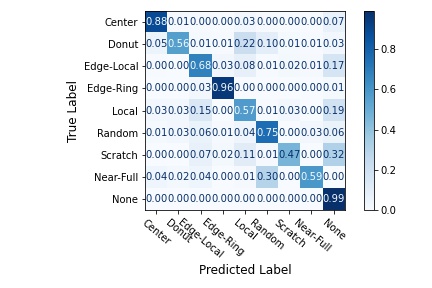 Center 0.88 0.01 0.00 0.00 0.03 0.00 0.00 0.00 0.07
Donut 0.05 0.56 0.01 0.01 0.22 0.10 0.01 0.01 0.03
Edge-Local 0.00 0.00 0.68 0.03 0.08 0.01 0.02 0.01 0.17
Edge-Ring 0.00 0.00 0.03 0.96 0.00 0.00 0.00 0.00 0.01
Local 0.03 0.03 0.15 0.00 0.57 0.01 0.03 0.00 0.19
Random 0.01 0.03 0.06 0.01 0.04 0.75 0.00 0.03 0.06
Scratch 0.00 0.00 0.07 0.00 0.11 0.01 0.47 0.00 0.32
Near-Full 0.04 0.02 0.04 0.00 0.01 0.30 0.00 0.59 0.00
None 0.00 0.00 0.00 0.00 0.00 0.00 0.00 0.00 0.99
True Label
Center Donut Edge-Local Edge-Ring Local Random Scratch Near-Full None
Predicted Label
0.8
0.6
0.4
0.2
0.0